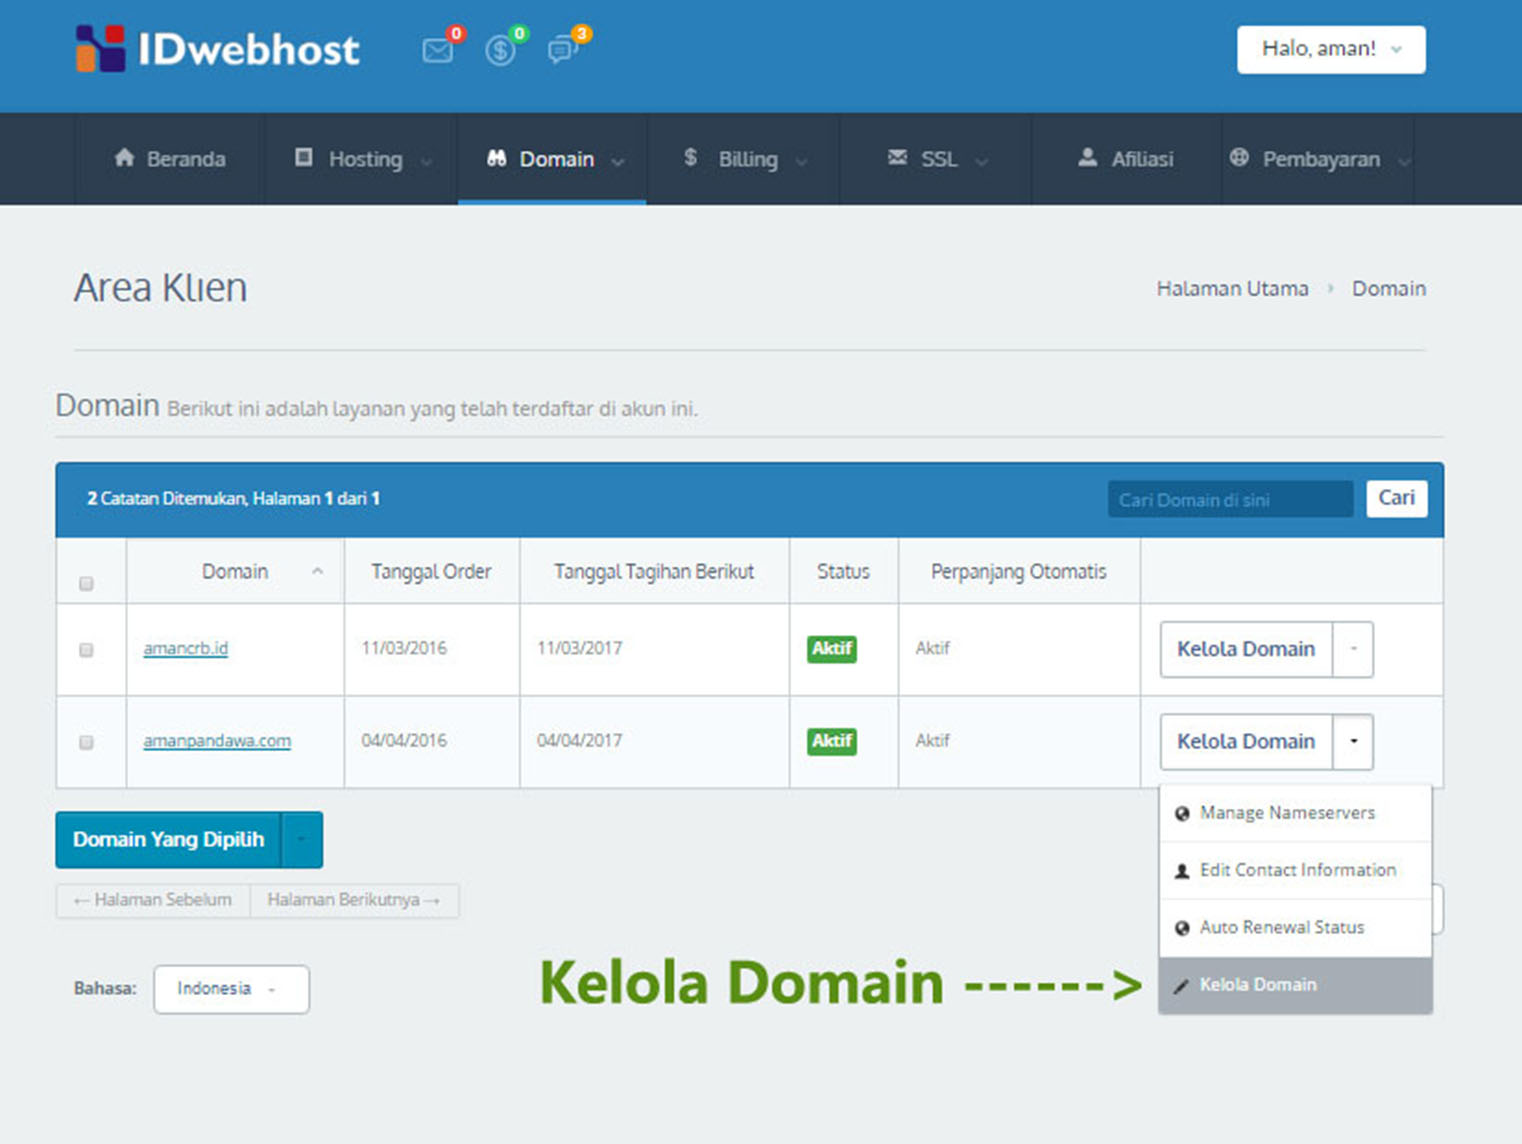 IDwebhost 0 0 3 Halo, aman!
Beranda Hosting Domain Billing SSL Afiliasi Pembayaran
Area Klien Halaman Utama › Domain
Domain Berikut ini adalah layanan yang telah terdaftar di akun ini.
2 Catatan Ditemukan, Halaman 1 dari 1 Cari Domain di sini Cari
Domain Tanggal Order Tanggal Tagihan Berikut Status Perpanjang Otomatis
amancrb.id 11/03/2016 11/03/2017 Aktif Aktif Kelola Domain
amanpandawa.com 04/04/2016 04/04/2017 Aktif Aktif Kelola Domain
Manage Nameservers
Domain Yang Dipilih
Edit Contact Information
← Halaman Sebelum Halaman Berikutnya →
Auto Renewal Status
Kelola Domain ------> Kelola Domain
Bahasa: Indonesia